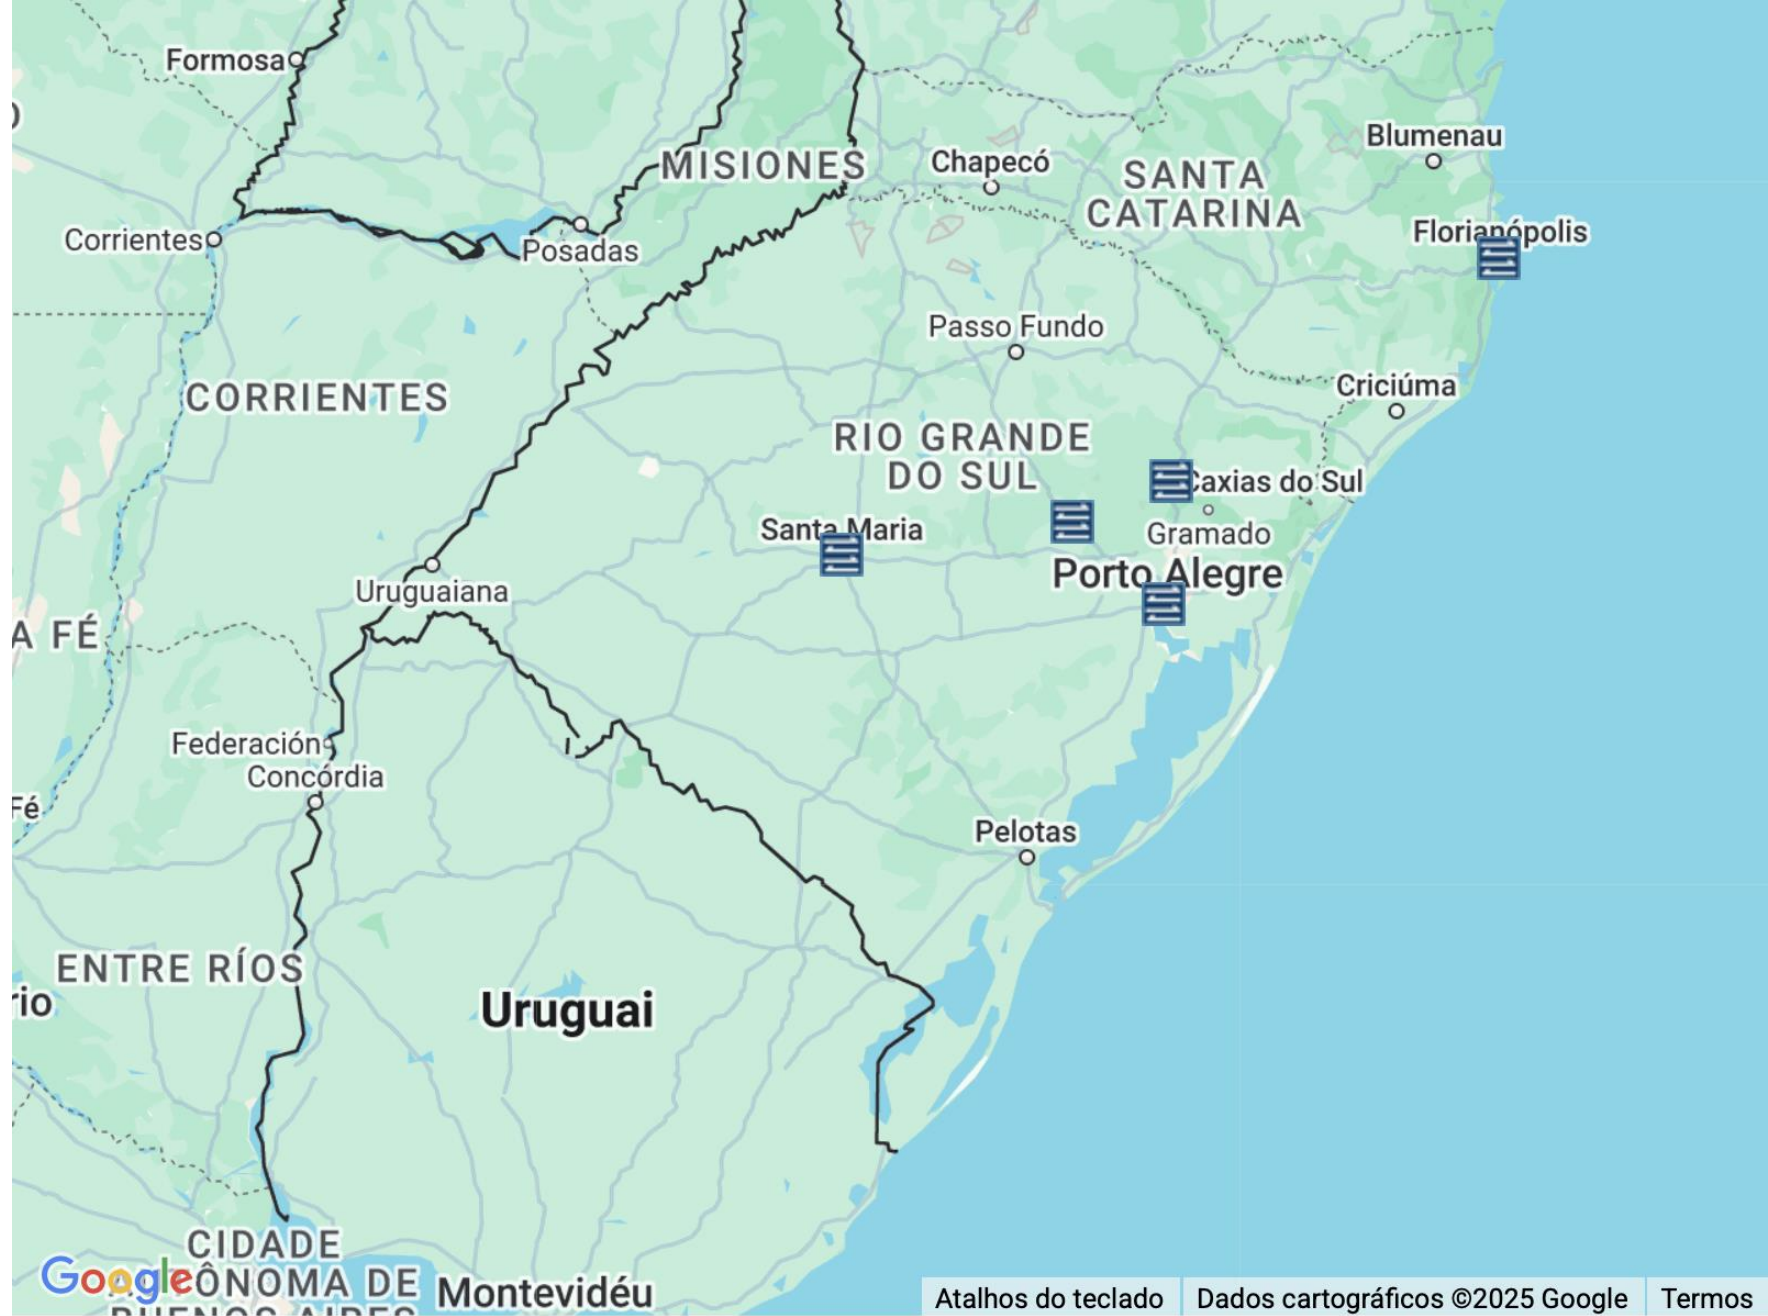 Formosa
MISIONES
Chapecó
Blumenau
SANTA
CATARINA
Corrientes
Posadas
Florianópolis
Passo Fundo
CORRIENTES
Criciúma
RIO GRANDE
DO SUL
Caxias do Sul
Santa Maria
Gramado
Porto Alegre
Uruguaiana
A FÉ
Federación
Concórdia
Fé
Pelotas
ENTRE RÍOS
rio
Uruguai
CIDADE
ÔNOMA DE
BUENOS AIRES
Google
Montevidéu
Atalhos do teclado
Dados cartográficos ©2025 Google
Termos